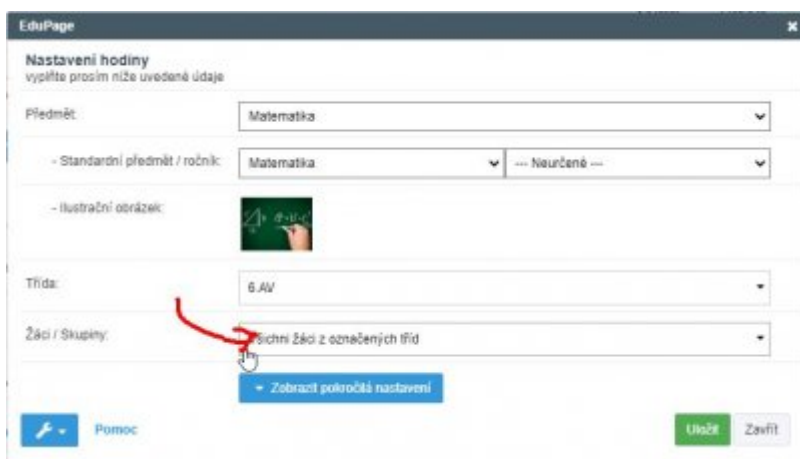 EduPage
Nastavení hodiny
vyplňte prosím níže uvedené údaje
Předmět: Matematika
- Standardní předmět / ročník: Matematika --- Neurčené ---
- Ilustrační obrázek:
Třída: 6.AV
Žáci / Skupiny: žáci z označených tříd
Zobrazit pokročilá nastavení
Pomoc Uložit Zavřít